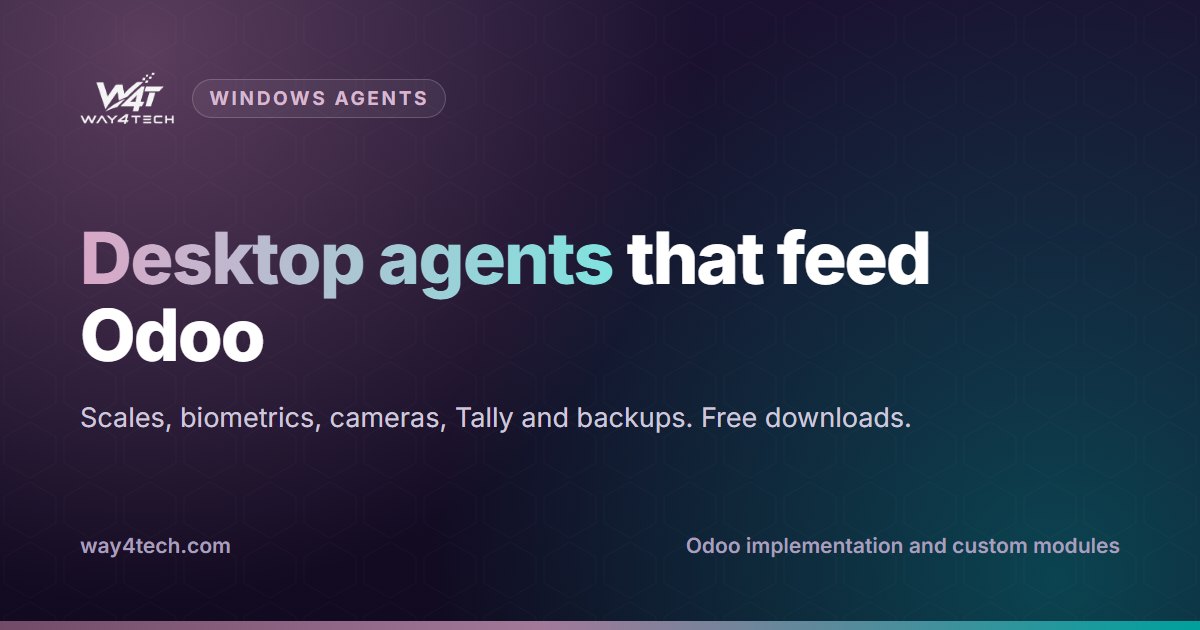 W4T
WAY4TECH
WINDOWS AGENTS
Desktop agents that feed
Odoo
Scales, biometrics, cameras, Tally and backups. Free downloads.
way4tech.com
Odoo implementation and custom modules